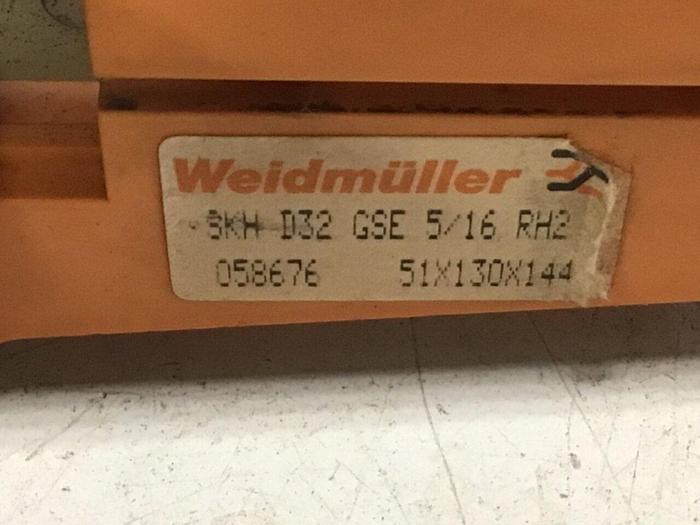 Weidmüller
SKH D32 GSE 5/16 RH2
058676 51X130X144